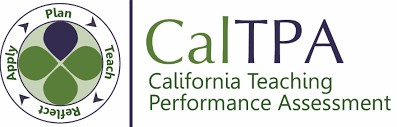 Plan
Teach
Reflect
Apply
CalTPA
California Teaching
Performance Assessment